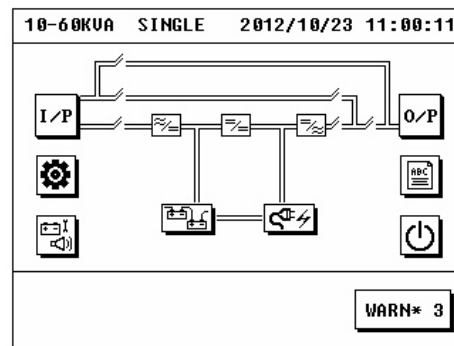 10-60KVA SINGLE 2012/10/23 11:00:11
I/P
O/P
ABC
WARN* 3